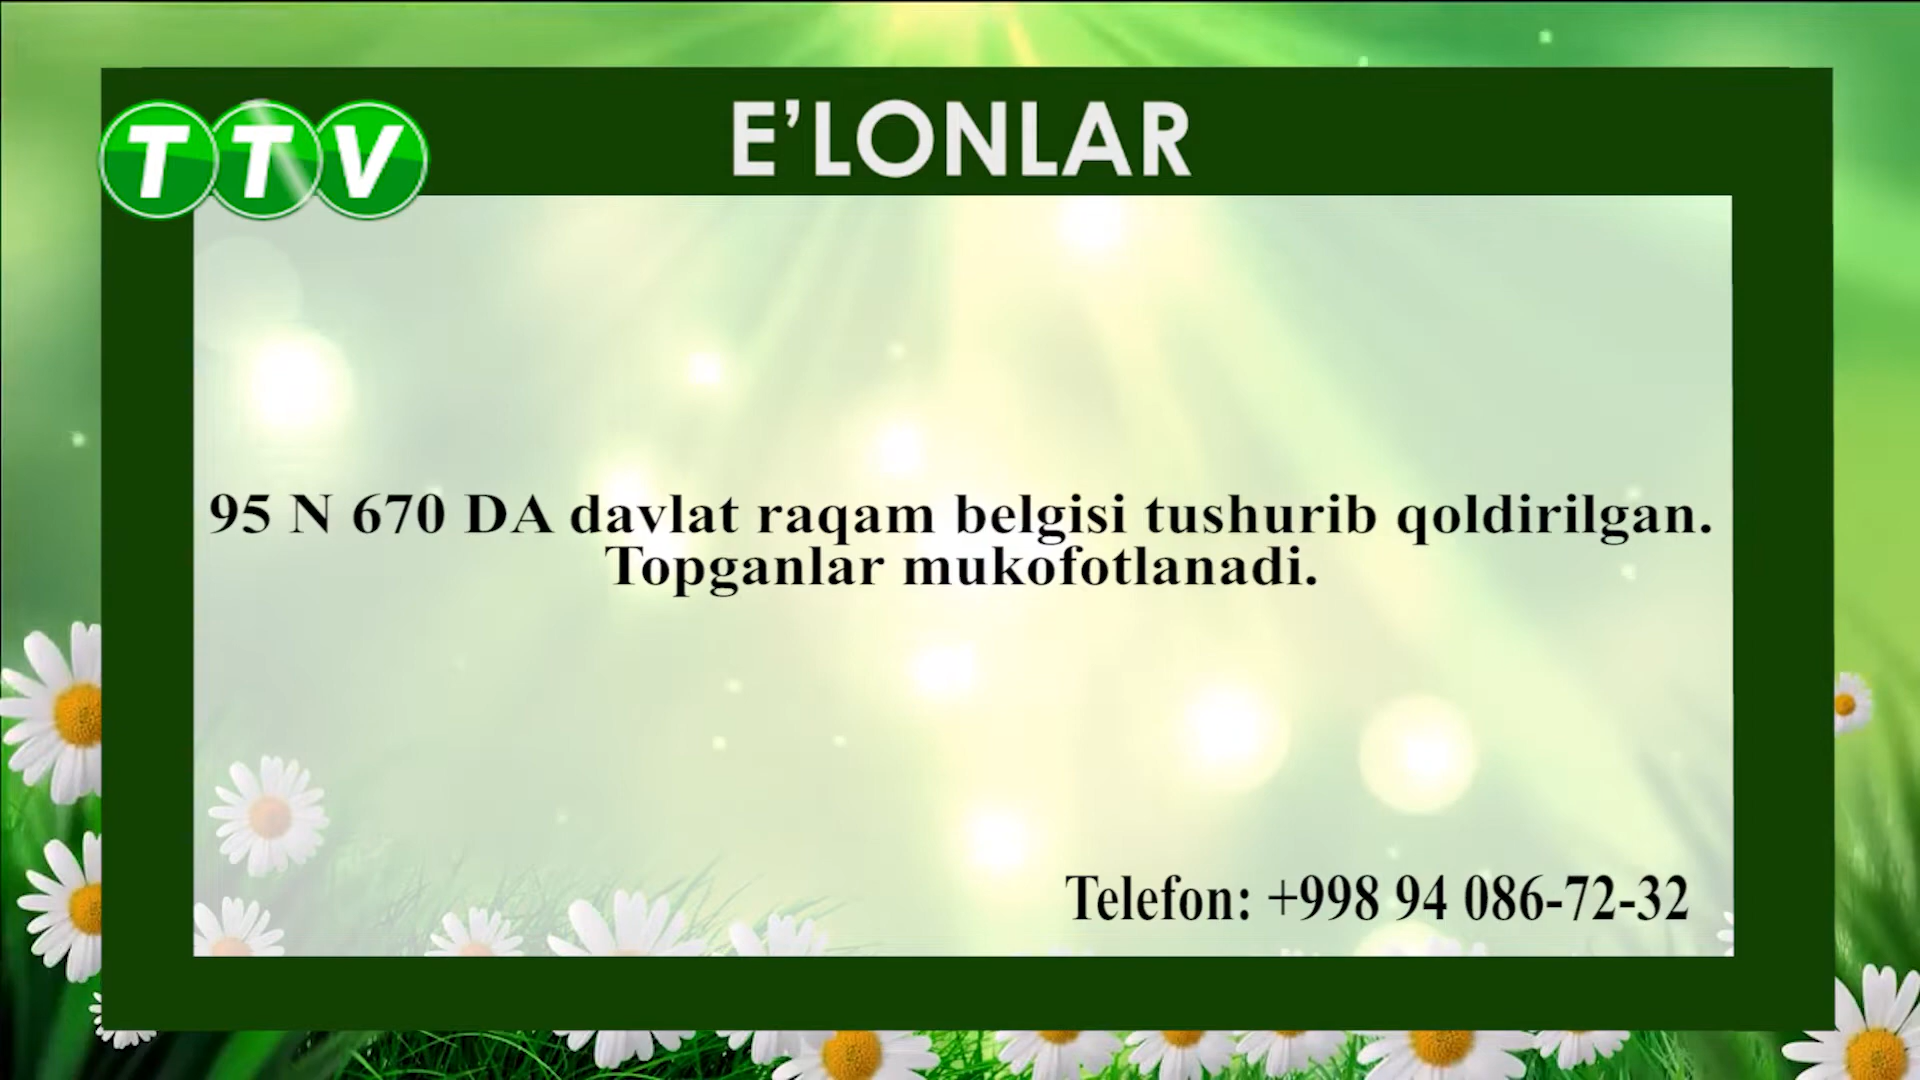 TTV
E’LONLAR
95 N 670 DA davlat raqam belgisi tushurib qoldirilgan.
Topganlar mukofotlanadi.
Telefon: +998 94 086-72-32